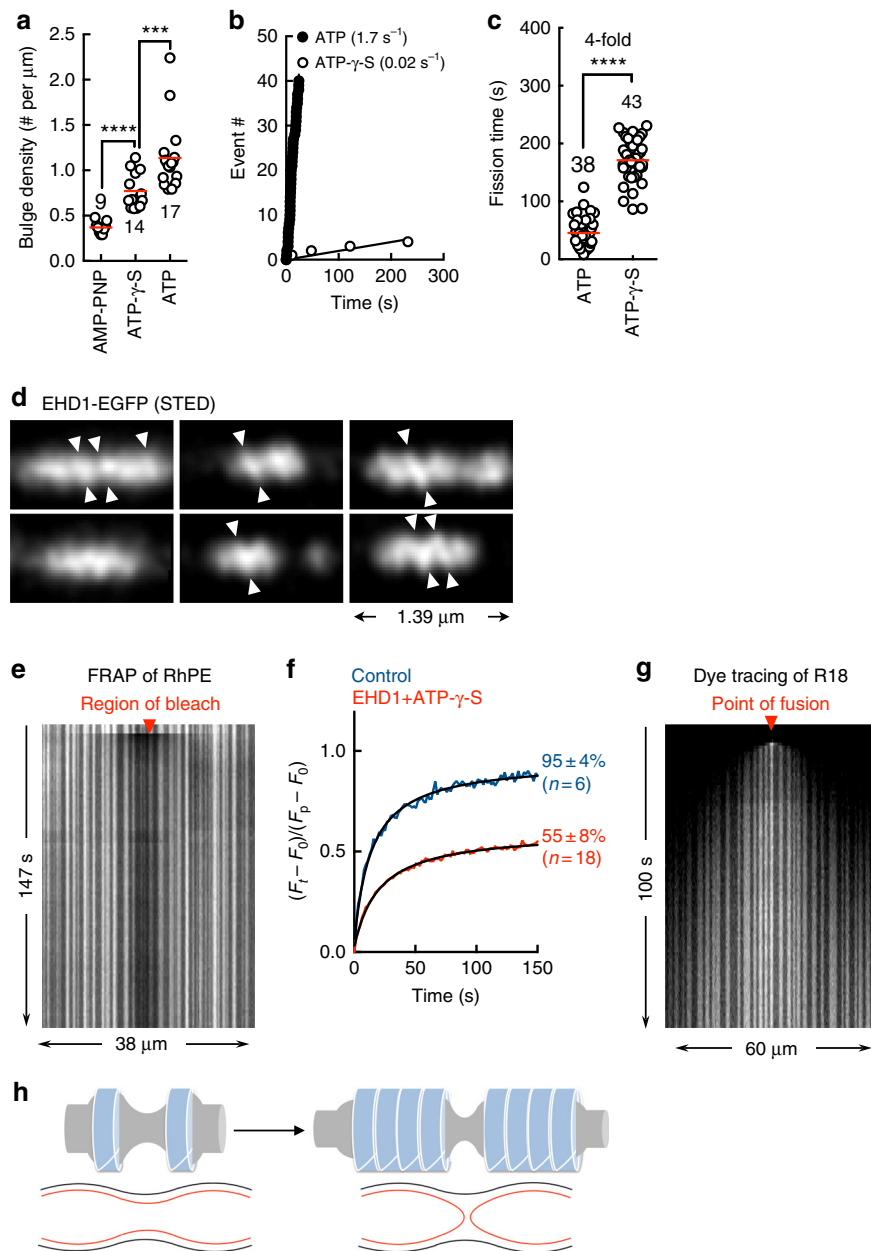 a
Bulge density (# per μm)
2.5
2.0
1.5
1.0
0.5
0.0
***
****
9
14
17
AMP-PNP
ATP-γ-S
ATP
b
Event #
50
40
30
20
10
0
ATP (1.7 s⁻¹)
ATP-γ-S (0.02 s⁻¹)
0 100 200 300
Time (s)
c
Fission time (s)
400
300
200
100
0
4-fold
****
43
38
ATP
ATP-γ-S
d EHD1-EGFP (STED)
1.39 μm
e
FRAP of RhPE
Region of bleach
147 s
38 μm
f
Control
EHD1+ATP-γ-S
(Fₜ – F₀)/(Fₚ – F₀)
1.0
0.5
0.0
95 ± 4%
(n = 6)
55 ± 8%
(n = 18)
0 50 100 150
Time (s)
g
Dye tracing of R18
Point of fusion
100 s
60 μm
h